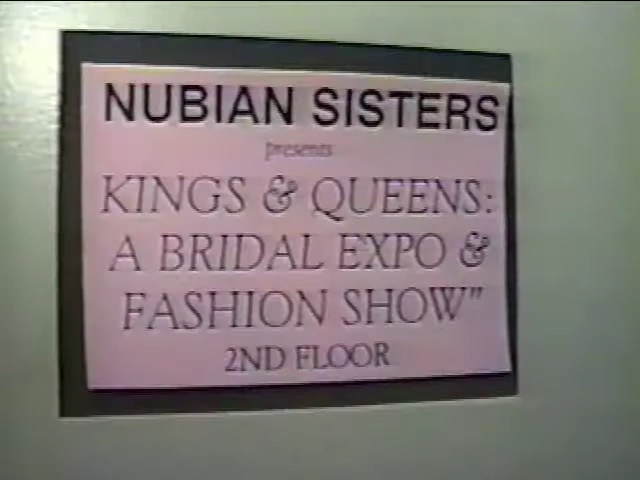 NUBIAN SISTERS
presents
KINGS & QUEENS:
A BRIDAL EXPO &
FASHION SHOW"
2ND FLOOR